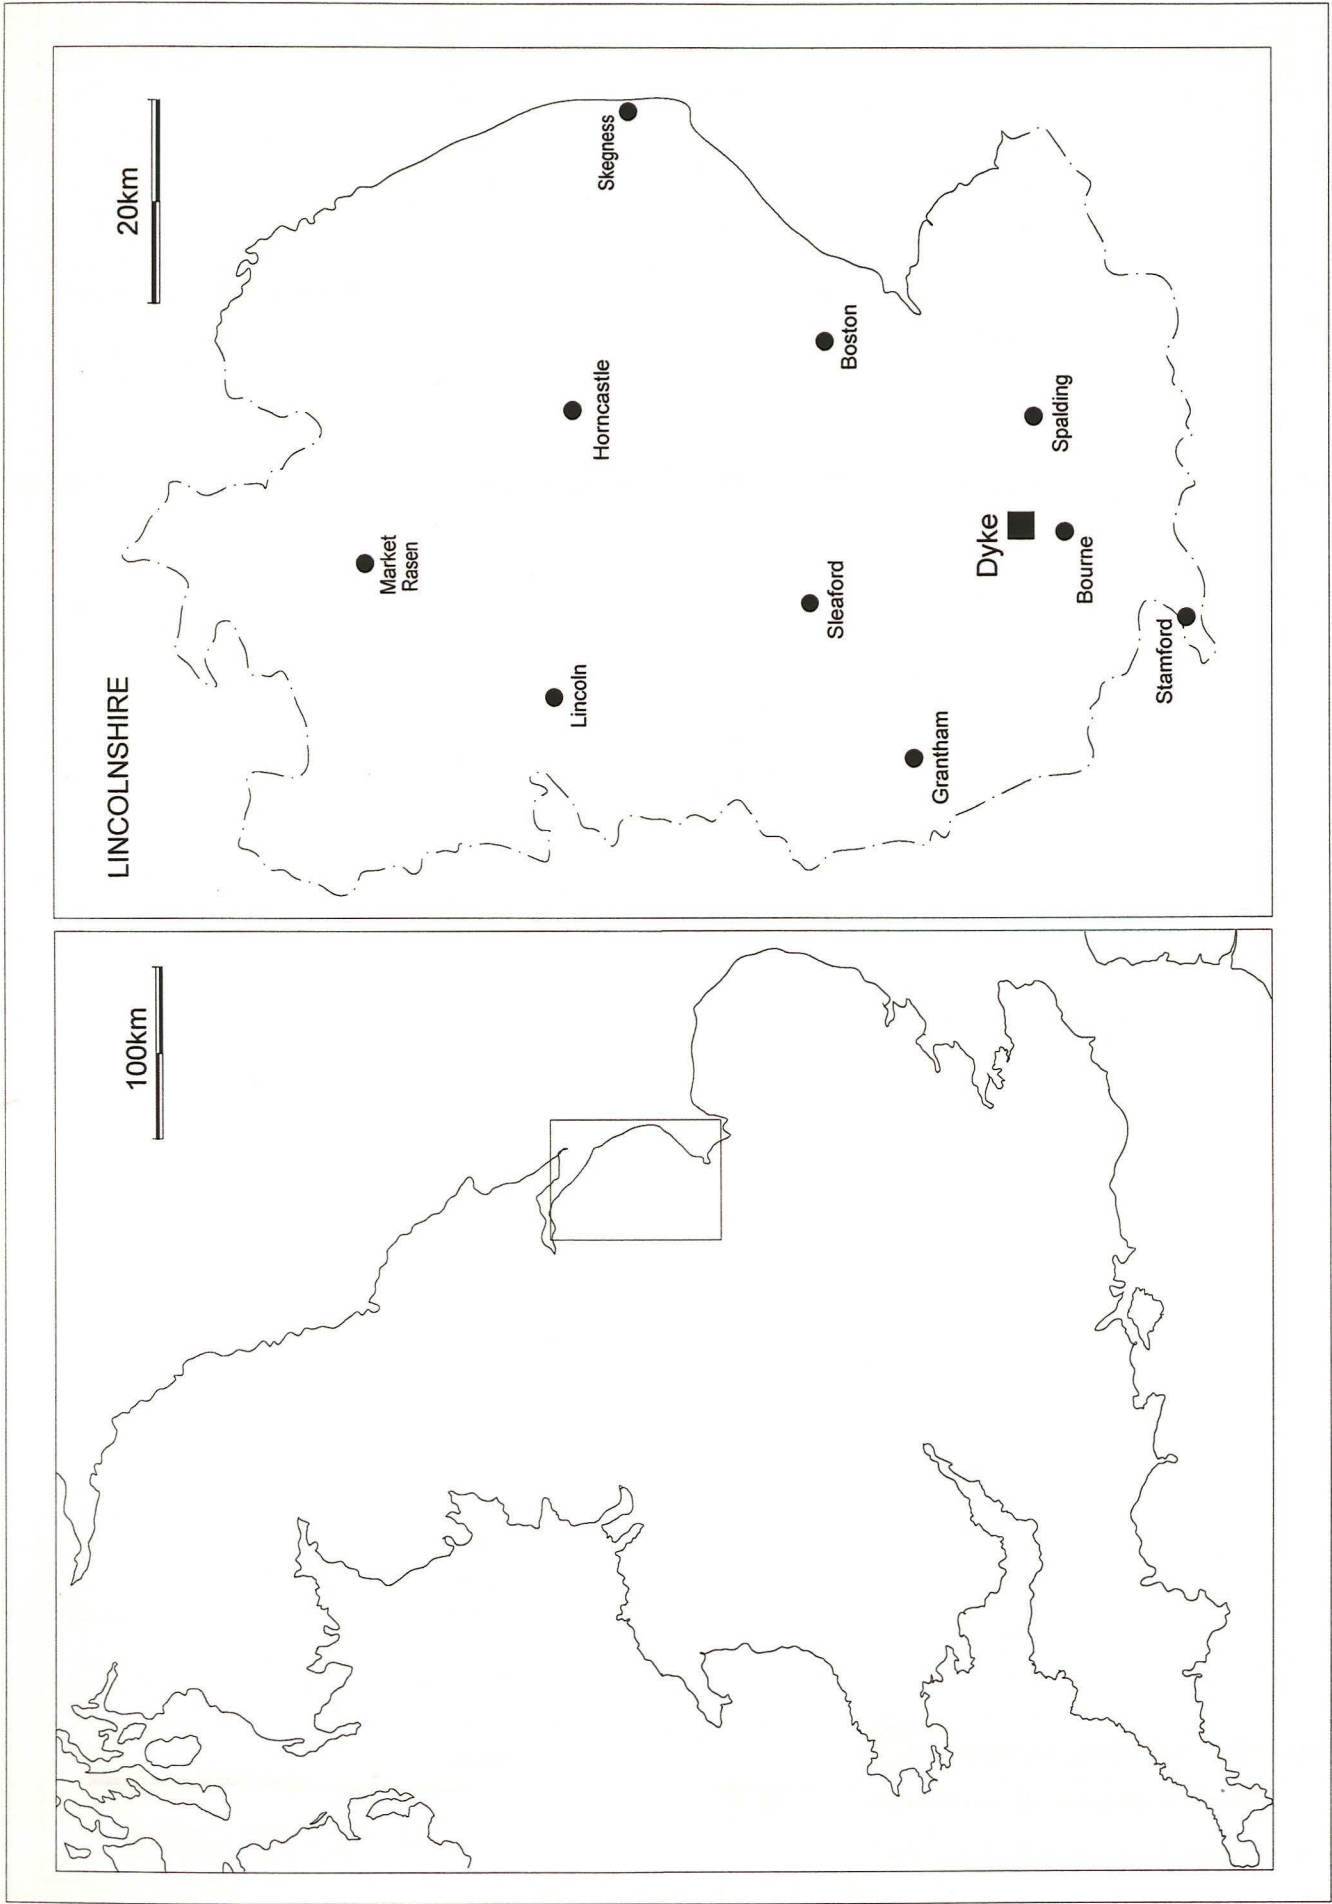 100km
LINCOLNSHIRE
20km
Market
Rasen
Lincoln
Horncastle
Skegness
Sleaford
Boston
Grantham
Dyke
Bourne
Spalding
Stamford